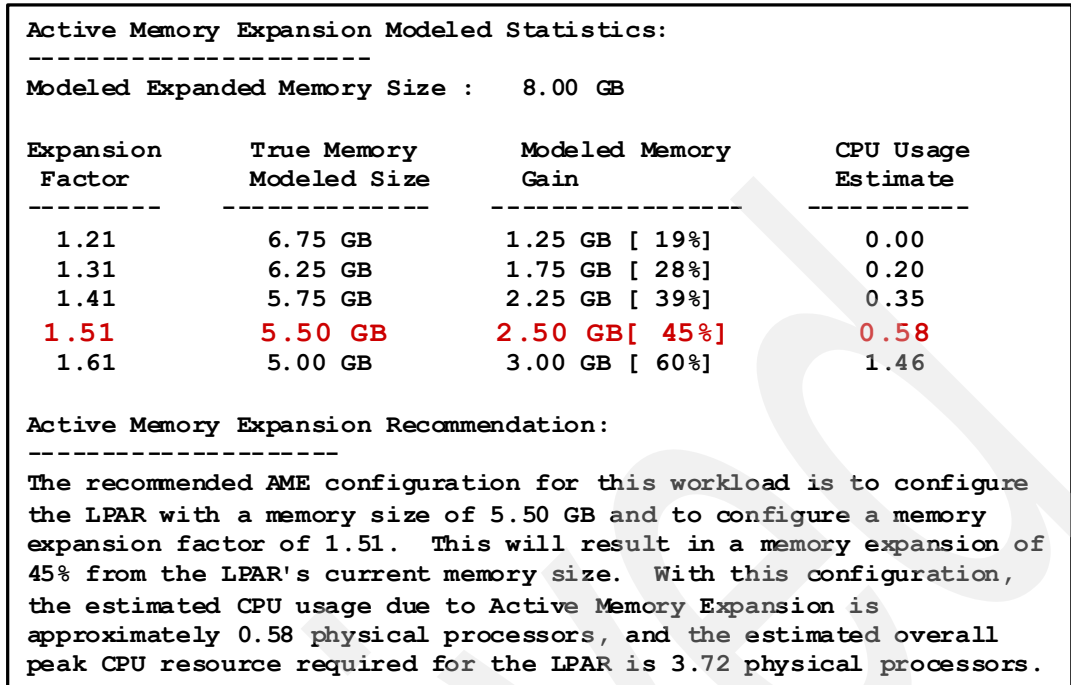 Active Memory Expansion Modeled Statistics:
-----------------------
Modeled Expanded Memory Size :   8.00 GB
Expansion   True Memory   Modeled Memory   CPU Usage
Factor   Modeled Size   Gain   Estimate
---------   --------------   -----------------   -----------
1.21   6.75 GB   1.25 GB [ 19%]   0.00
1.31   6.25 GB   1.75 GB [ 28%]   0.20
1.41   5.75 GB   2.25 GB [ 39%]   0.35
1.51   5.50 GB   2.50 GB[ 45%]   0.58
1.61   5.00 GB   3.00 GB [ 60%]   1.46
Active Memory Expansion Recommendation:
---------------------
The recommended AME configuration for this workload is to configure
the LPAR with a memory size of 5.50 GB and to configure a memory
expansion factor of 1.51.  This will result in a memory expansion of
45% from the LPAR's current memory size.  With this configuration,
the estimated CPU usage due to Active Memory Expansion is
approximately 0.58 physical processors, and the estimated overall
peak CPU resource required for the LPAR is 3.72 physical processors.